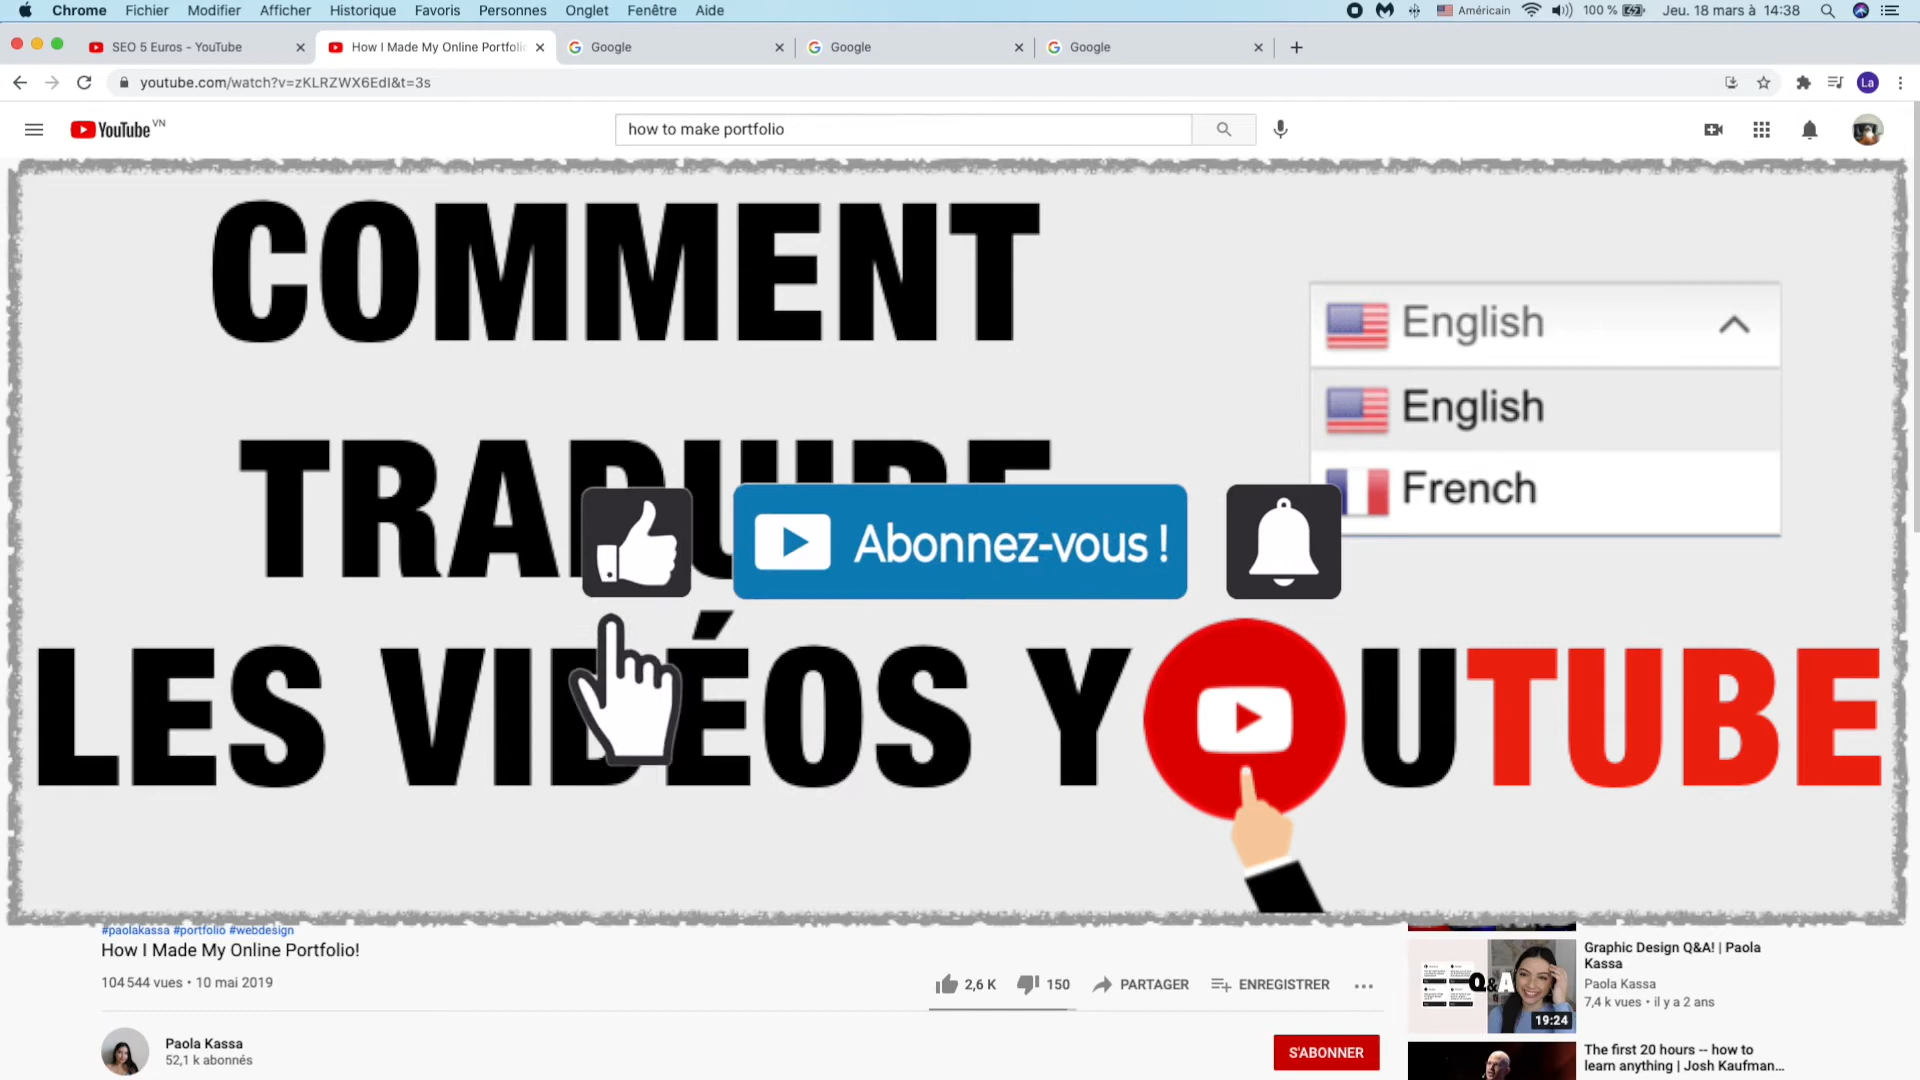 Chrome Fichier Modifier Afficher Historique Favoris Personnes Onglet Fenêtre Aide Américain 100 % Jeu. 18 mars à 14:38
SEO 5 Euros - YouTube How I Made My Online Portfolio Google Google Google
youtube.com/watch?v=zKLRZWX6EdI&t=3s La
YouTube VN how to make portfolio
COMMENT
English
English
French
TRADUIRE
Abonnez-vous !
LES VIDÉOS YOUTUBE
#paolakassa #portfolio #webdesign
How I Made My Online Portfolio!
104 544 vues • 10 mai 2019
2,6 K 150 PARTAGER ENREGISTRER
Paola Kassa
52,1 k abonnés
S'ABONNER
Q&A
19:24
Graphic Design Q&A! | Paola
Kassa
Paola Kassa
7,4 k vues • il y a 2 ans
The first 20 hours -- how to
learn anything | Josh Kaufman...